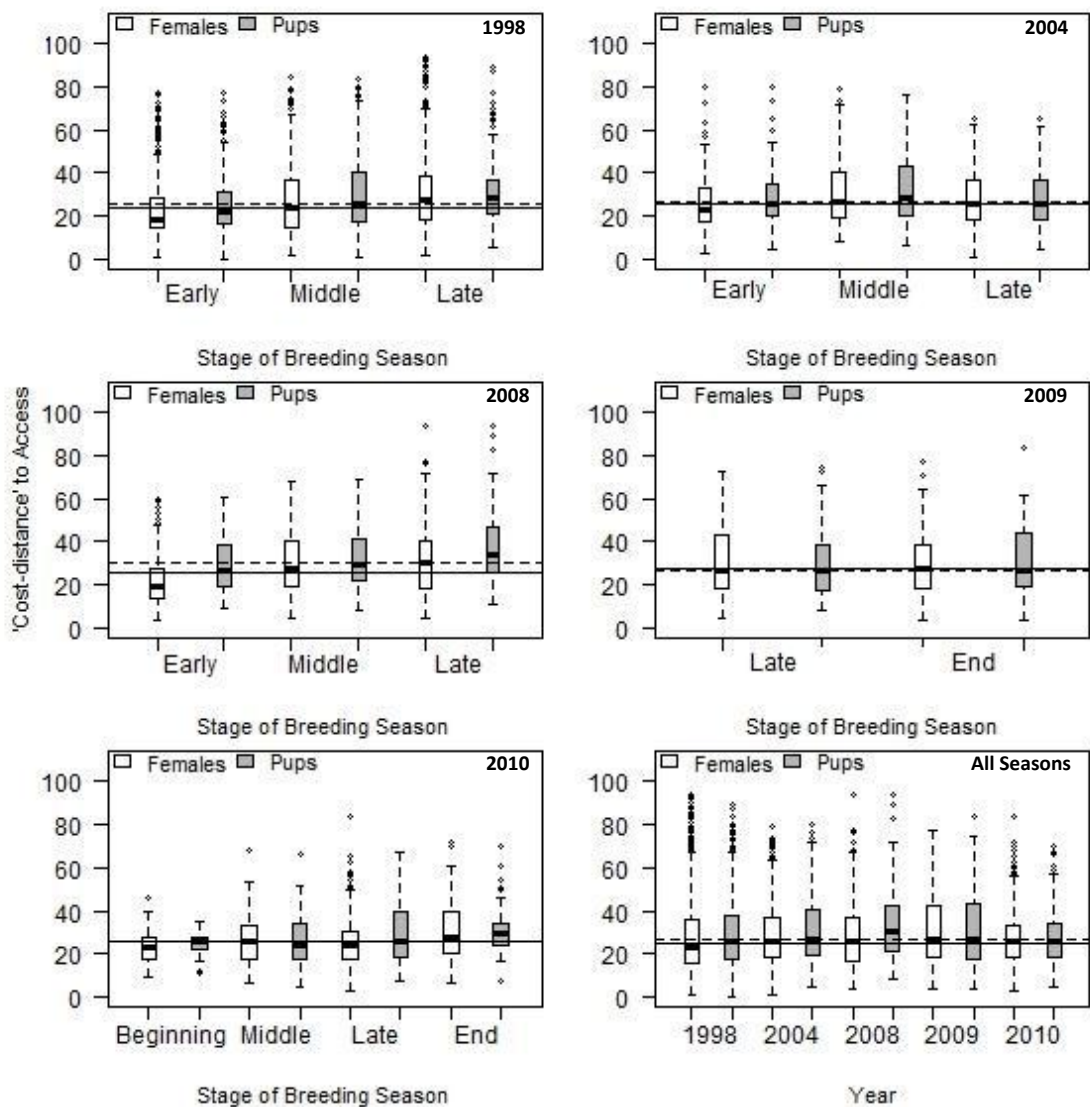 Females Pups 1998
100
80
60
40
20
0
Early Middle Late
Stage of Breeding Season
Females Pups 2004
100
80
60
40
20
0
Early Middle Late
Stage of Breeding Season
'Cost-distance' to Access
Females Pups 2008
100
80
60
40
20
0
Early Middle Late
Stage of Breeding Season
Females Pups 2009
100
80
60
40
20
0
Late End
Stage of Breeding Season
Females Pups 2010
100
80
60
40
20
0
Beginning Middle Late End
Stage of Breeding Season
Females Pups All Seasons
100
80
60
40
20
0
1998 2004 2008 2009 2010
Year